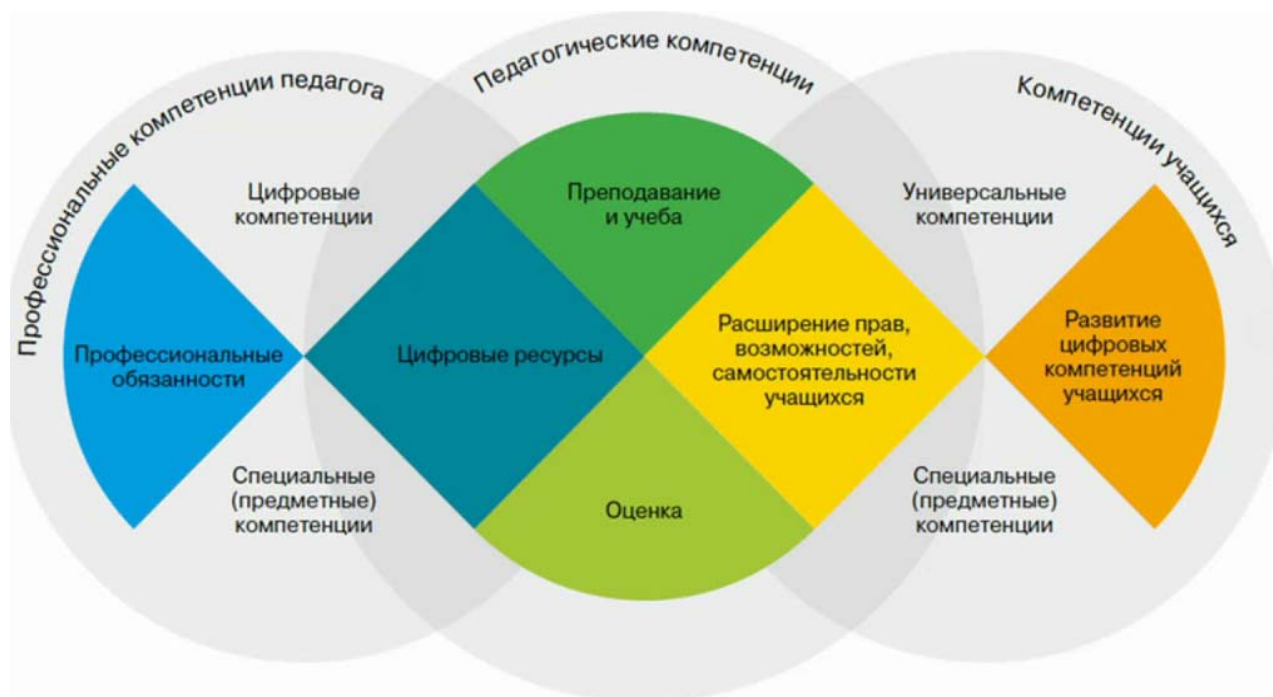 Профессиональные компетенции педагога
Педагогические компетенции
Компетенции учащихся
Цифровые
компетенции
Преподавание
и учеба
Универсальные
компетенции
Профессиональные
обязанности
Цифровые ресурсы
Расширение прав,
возможностей,
самостоятельности
учащихся
Развитие
цифровых
компетенций
учащихся
Специальные
(предметные)
компетенции
Оценка
Специальные
(предметные)
компетенции